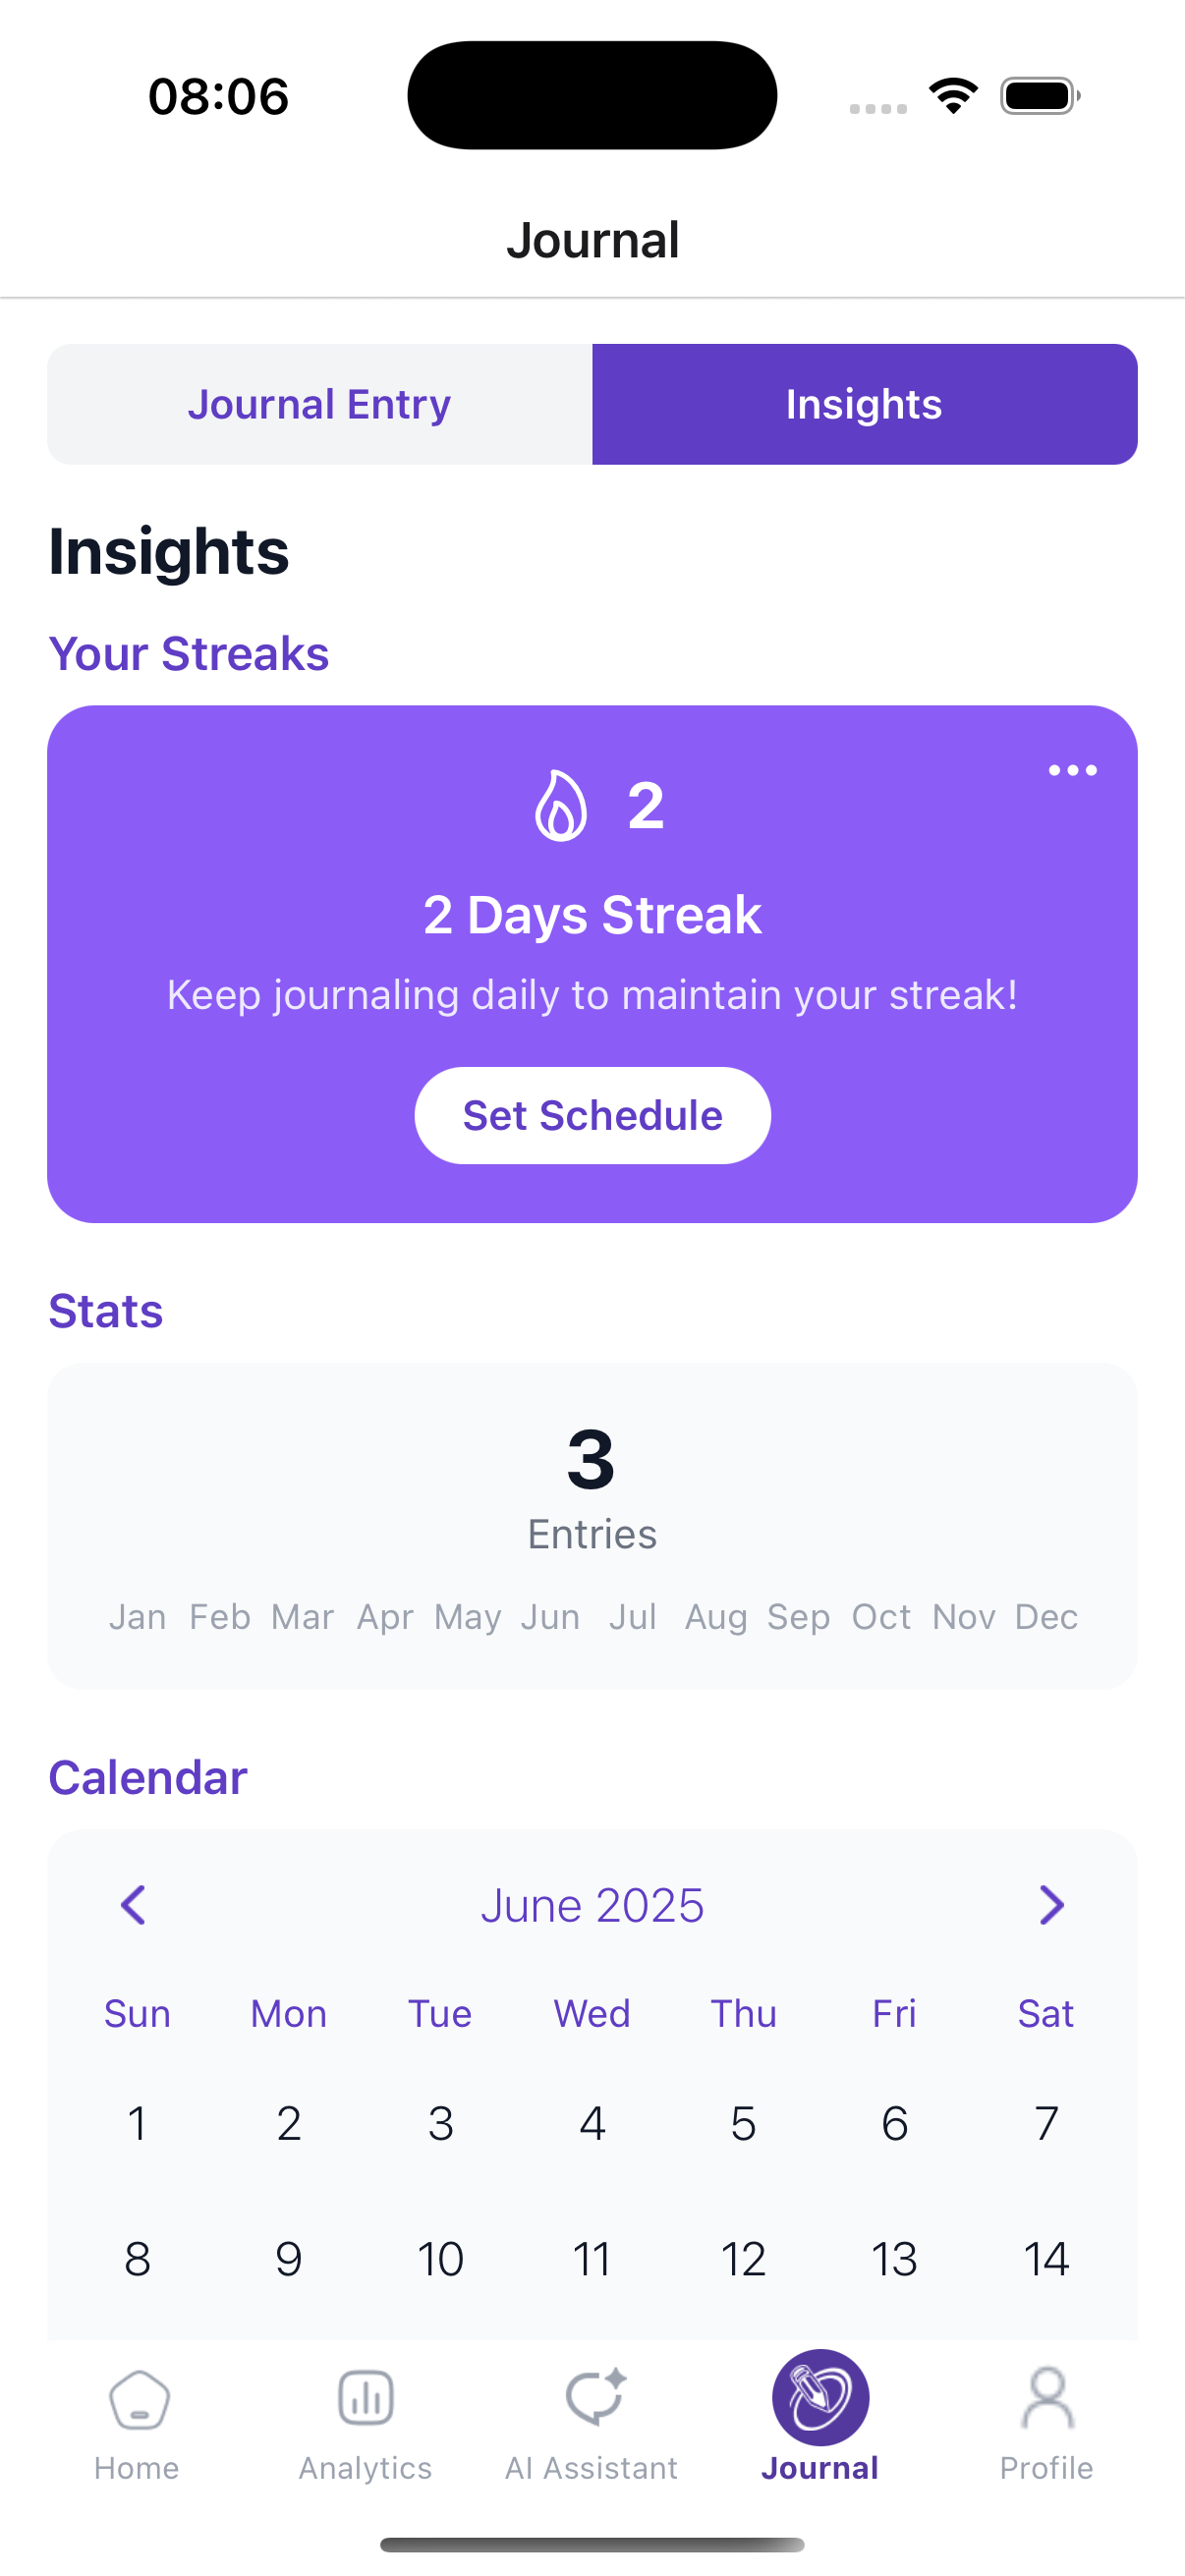 08:06
Journal
Journal Entry Insights
Insights
Your Streaks
2
2 Days Streak
Keep journaling daily to maintain your streak!
Set Schedule
Stats
3
Entries
Jan Feb Mar Apr May Jun Jul Aug Sep Oct Nov Dec
Calendar
June 2025
Sun Mon Tue Wed Thu Fri Sat
1 2 3 4 5 6 7
8 9 10 11 12 13 14
Home Analytics AI Assistant Journal Profile